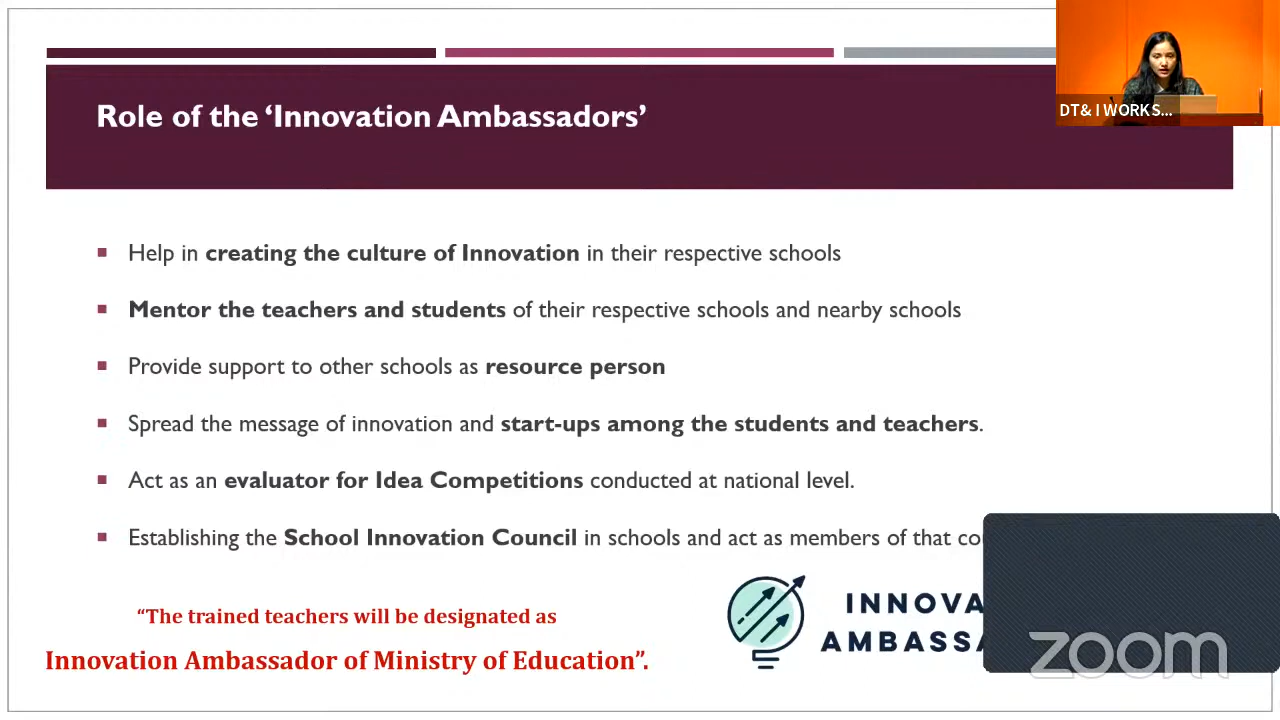 Role of the ‘Innovation Ambassadors’
DT& I WORKS...
Help in creating the culture of Innovation in their respective schools
Mentor the teachers and students of their respective schools and nearby schools
Provide support to other schools as resource person
Spread the message of innovation and start-ups among the students and teachers.
Act as an evaluator for Idea Competitions conducted at national level.
Establishing the School Innovation Council in schools and act as members of that
“The trained teachers will be designated as
Innovation Ambassador of Ministry of Education”.
INNOVA
AMBASSA
zoom